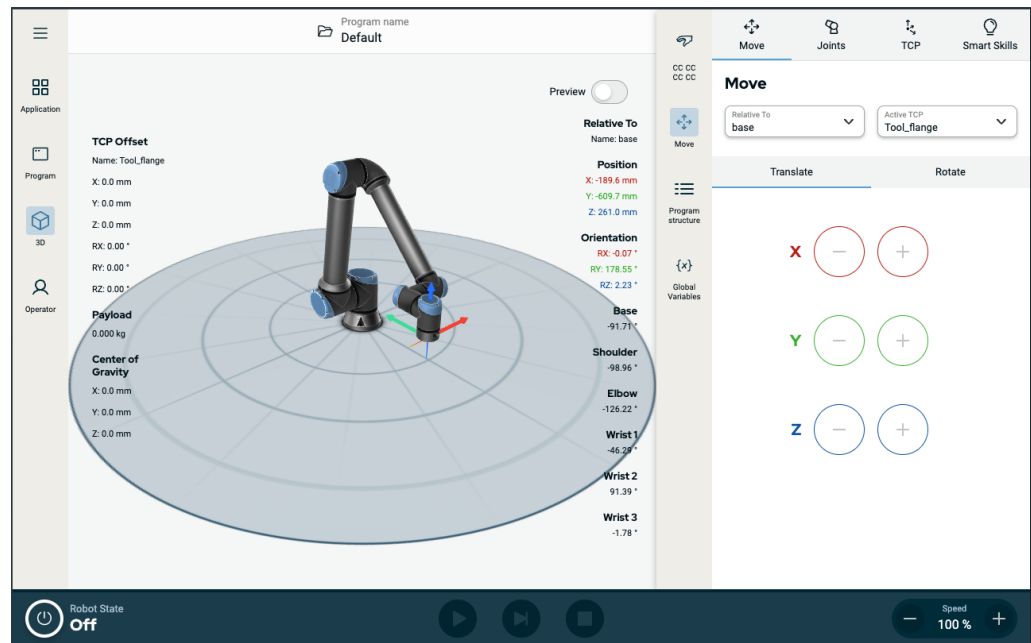 Program name
Default
Application
Program
3D
Operator
TCP Offset
Name: Tool_flange
X: 0.0 mm
Y: 0.0 mm
Z: 0.0 mm
RX: 0.00 °
RY: 0.00 °
RZ: 0.00 °
Payload
0.000 kg
Center of
Gravity
X: 0.0 mm
Y: 0.0 mm
Z: 0.0 mm
Preview
Relative To
Name: base
Position
X: -189.6 mm
Y: -609.7 mm
Z: 261.0 mm
Orientation
RX: -0.07 °
RY: 178.55 °
RZ: 2.23 °
Base
-91.71 °
Shoulder
-98.96 °
Elbow
-126.22 °
Wrist 1
-46.29 °
Wrist 2
91.39 °
Wrist 3
-1.78 °
CC CC
CC CC
Move
Program
structure
{x}
Global
Variables
Move
Joints
TCP
Smart Skills
Move
Relative To
base
Active TCP
Tool_flange
Translate
Rotate
X
Y
Z
Robot State
Off
Speed
100 %